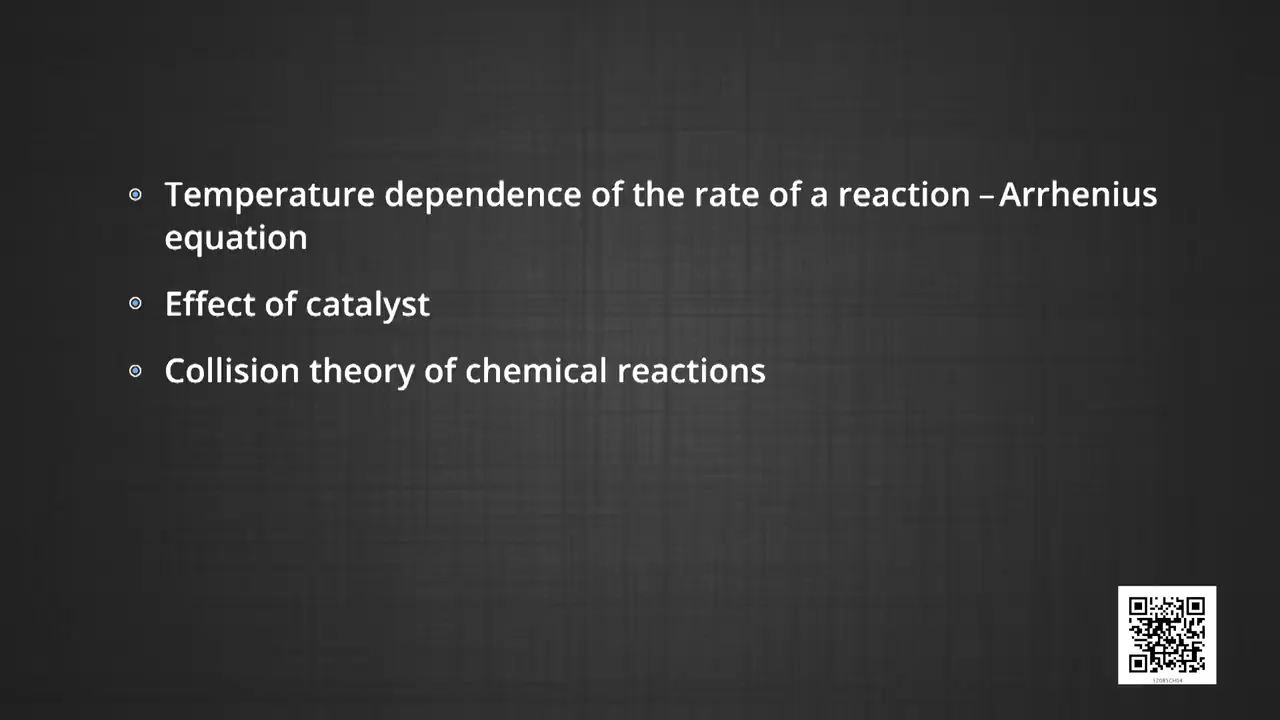 Temperature dependence of the rate of a reaction – Arrhenius
equation
Effect of catalyst
Collision theory of chemical reactions